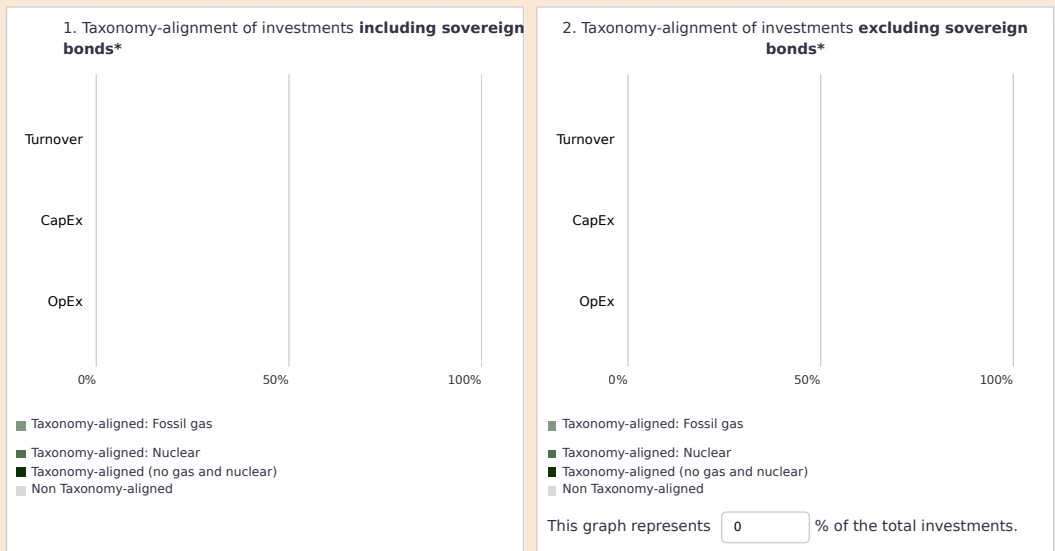 1. Taxonomy-alignment of investments including sovereign
bonds*
Turnover
CapEx
OpEx
0% 50% 100%
Taxonomy-aligned: Fossil gas
Taxonomy-aligned: Nuclear
Taxonomy-aligned (no gas and nuclear)
Non Taxonomy-aligned
2. Taxonomy-alignment of investments excluding sovereign
bonds*
Turnover
CapEx
OpEx
0% 50% 100%
Taxonomy-aligned: Fossil gas
Taxonomy-aligned: Nuclear
Taxonomy-aligned (no gas and nuclear)
Non Taxonomy-aligned
This graph represents 0 % of the total investments.